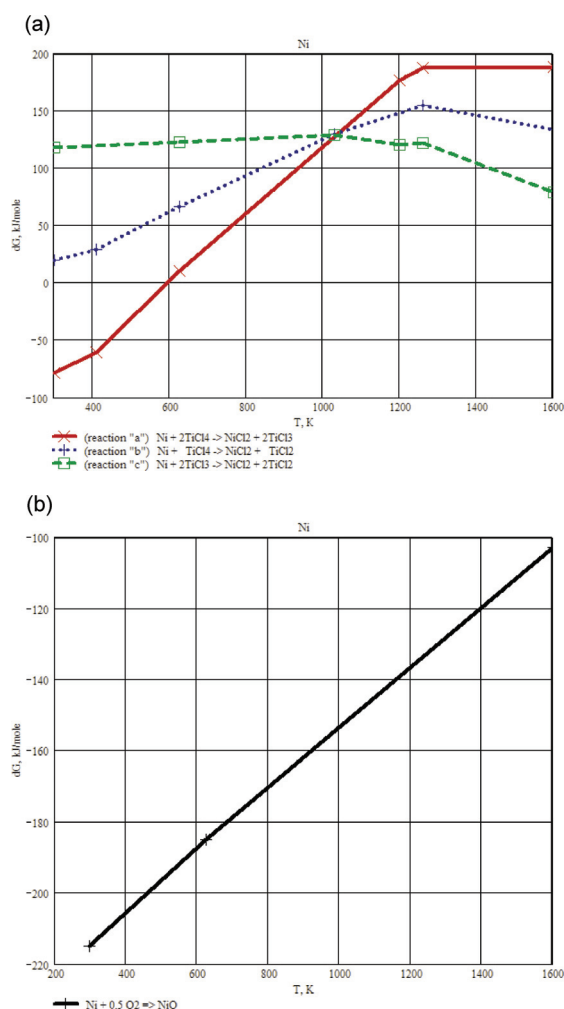 (a)
Ni
200
150
100
50
0
−50
−100
dG, kJ/mole
400 600 800 1000 1200 1400 1600
T, K
(reaction "a") Ni + 2TiCl4 -> NiCl2 + 2TiCl3
(reaction "b") Ni + TiCl4 -> NiCl2 + TiCl2
(reaction "c") Ni + 2TiCl3 -> NiCl2 + 2TiCl2
(b)
Ni
−100
−120
−140
−160
−180
−200
−220
dG, kJ/mole
200 400 600 800 1000 1200 1400 1600
T, K
Ni + 0.5 O2 => NiO